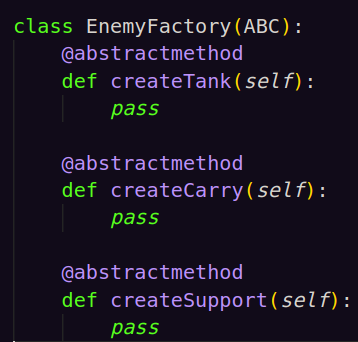 class EnemyFactory(ABC):
    @abstractmethod
    def createTank(self):
        pass

    @abstractmethod
    def createCarry(self):
        pass

    @abstractmethod
    def createSupport(self):
        pass